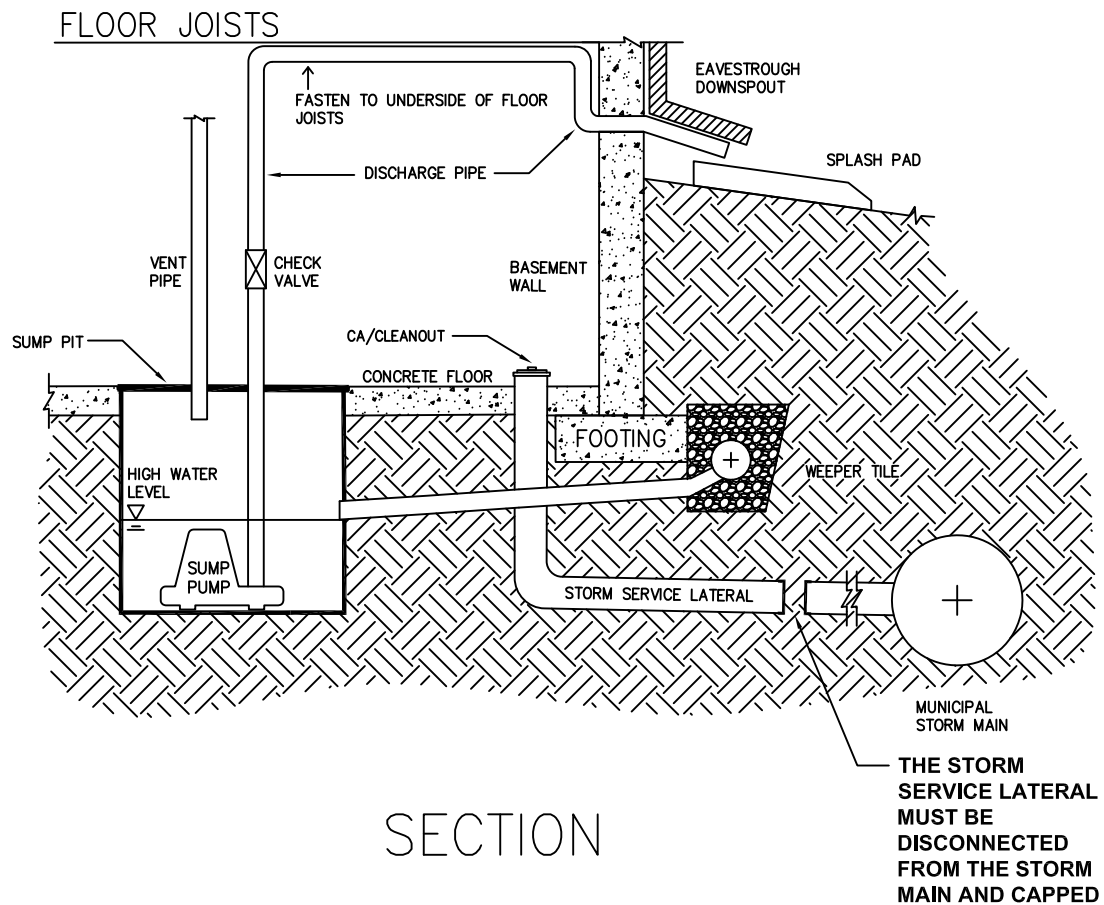 FLOOR JOISTS
EAVESTROUGH
DOWNSPOUT
FASTEN TO UNDERSIDE OF FLOOR
JOISTS
SPLASH PAD
DISCHARGE PIPE
VENT
PIPE
CHECK
VALVE
BASEMENT
WALL
SUMP PIT
CA/CLEANOUT
CONCRETE FLOOR
FOOTING
HIGH WATER
LEVEL
WEEPER TILE
SUMP
PUMP
STORM SERVICE LATERAL
MUNICIPAL
STORM MAIN
THE STORM
SERVICE LATERAL
MUST BE
DISCONNECTED
FROM THE STORM
MAIN AND CAPPED
SECTION